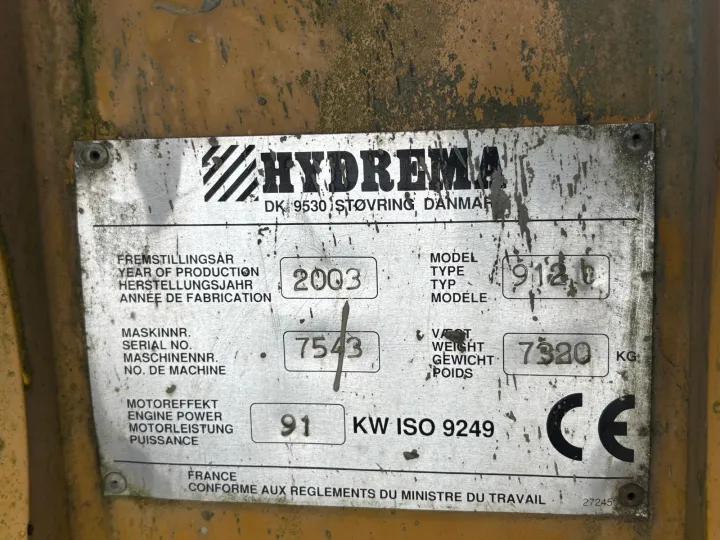 HYDREMA
DK 9530 STØVRING DANMARK
FREMSTILLINGSÅR
YEAR OF PRODUCTION
HERSTELLUNGSJAHR
ANNÉE DE FABRICATION
2003
MODEL
TYPE
TYP
MODÈLE
MASKINNR.
SERIAL NO.
MASCHINENNR.
NO. DE MACHINE
7543
VÆGT
WEIGHT
GEWICHT
POIDS
7320 KG
MOTOREFFEKT
ENGINE POWER
MOTORLEISTUNG
PUISSANCE
91 KW ISO 9249
CE
FRANCE
CONFORME AUX REGLEMENTS DU MINISTRE DU TRAVAIL